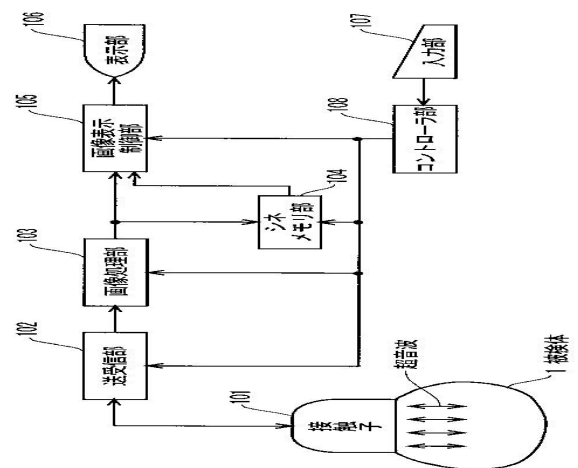 106
表示部
107
入力部
105
画像表示
制御部
108
コントローラ部
104
シネ
メモリ部
103
画像処理部
102
送受信部
101
接触子
超音波
1 被検体